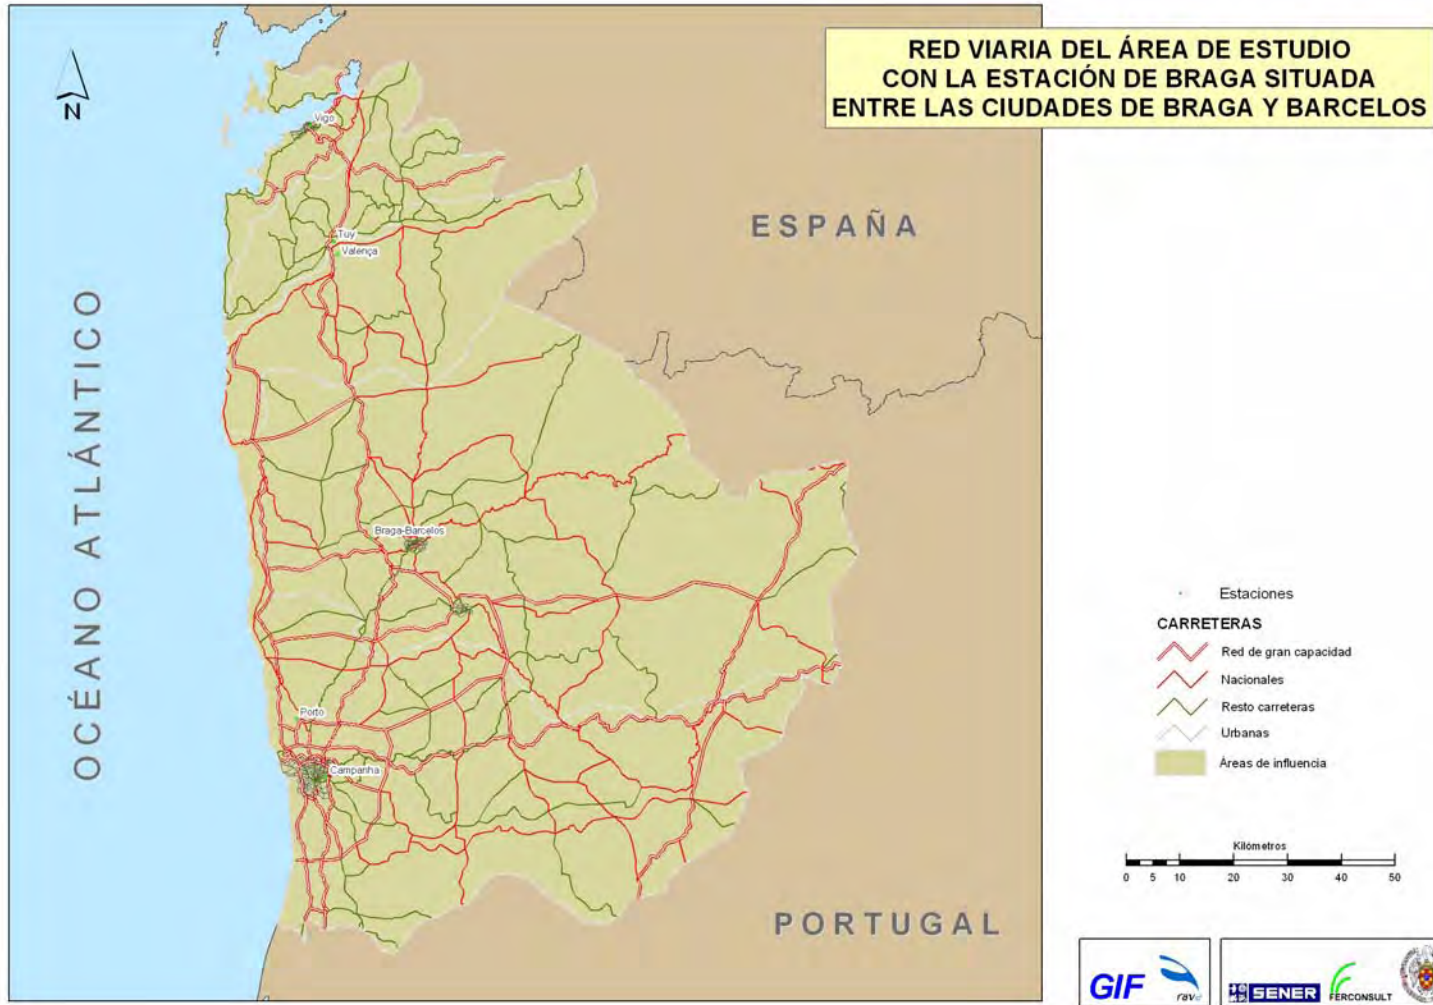 RED VIARIA DEL ÁREA DE ESTUDIO
CON LA ESTACIÓN DE BRAGA SITUADA
ENTRE LAS CIUDADES DE BRAGA Y BARCELOS
N
Vigo
ESPAÑA
Tuy
Valença
OCÉANO ATLÁNTICO
Braga-Barcelos
Porto
Campanha
PORTUGAL
Estaciones
CARRETERAS
Red de gran capacidad
Nacionales
Resto carreteras
Urbanas
Áreas de influencia
Kilómetros
0 5 10 20 30 40 50
GIF
rave
SENER
FERCONSULT